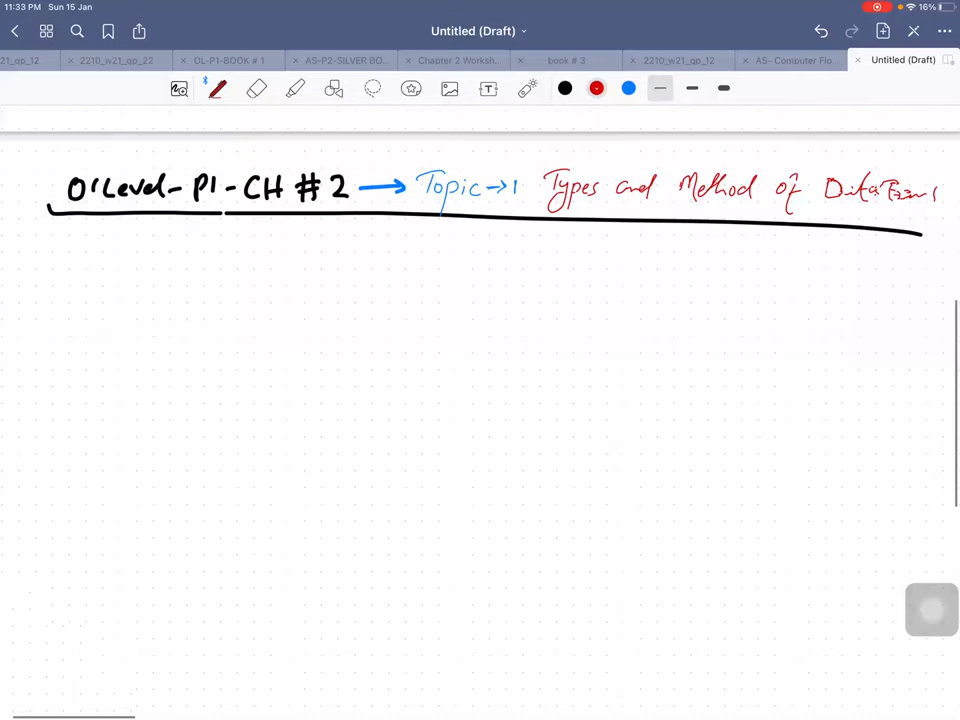 11:33 PM Sun 15 Jan 16%
Untitled (Draft)
21_qp_12 2210_w21_qp_22 OL-P1-BOOK # 1 AS-P2-SILVER BO... Chapter 2 Worksh... book # 3 2210_w21_qp_12 AS- Computer Flo... Untitled (Draft)
O'Level-P1-CH #2 → Topic→1 Types and Method of